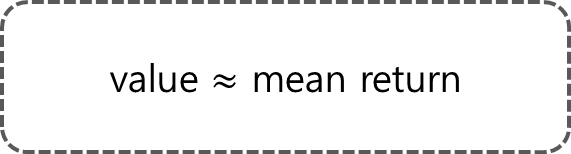 value ≈ mean return